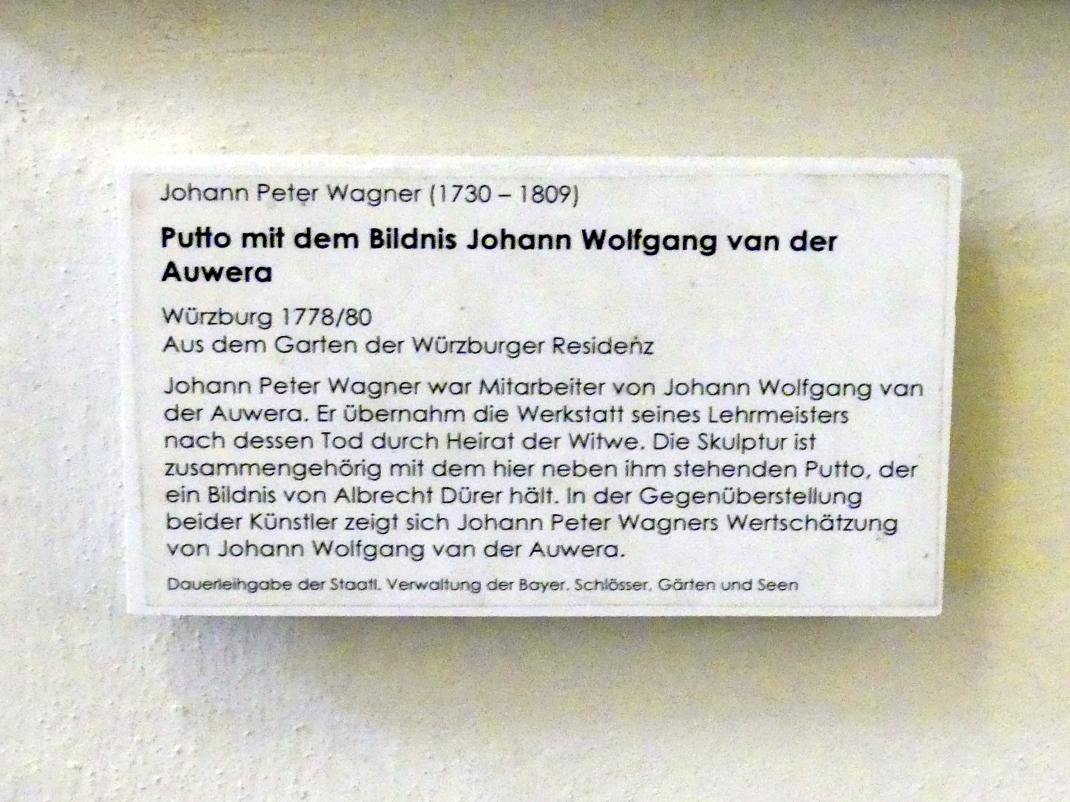 Johann Peter Wagner (1730 – 1809)
Putto mit dem Bildnis Johann Wolfgang van der
Auwera
Würzburg 1778/80
Aus dem Garten der Würzburger Residenz
Johann Peter Wagner war Mitarbeiter von Johann Wolfgang van
der Auwera. Er übernahm die Werkstatt seines Lehrmeisters
nach dessen Tod durch Heirat der Witwe. Die Skulptur ist
zusammengehörig mit dem hier neben ihm stehenden Putto, der
ein Bildnis von Albrecht Dürer hält. In der Gegenüberstellung
beider Künstler zeigt sich Johann Peter Wagners Wertschätzung
von Johann Wolfgang van der Auwera.
Dauerleihgabe der Staatl. Verwaltung der Bayer. Schlösser, Gärten und Seen